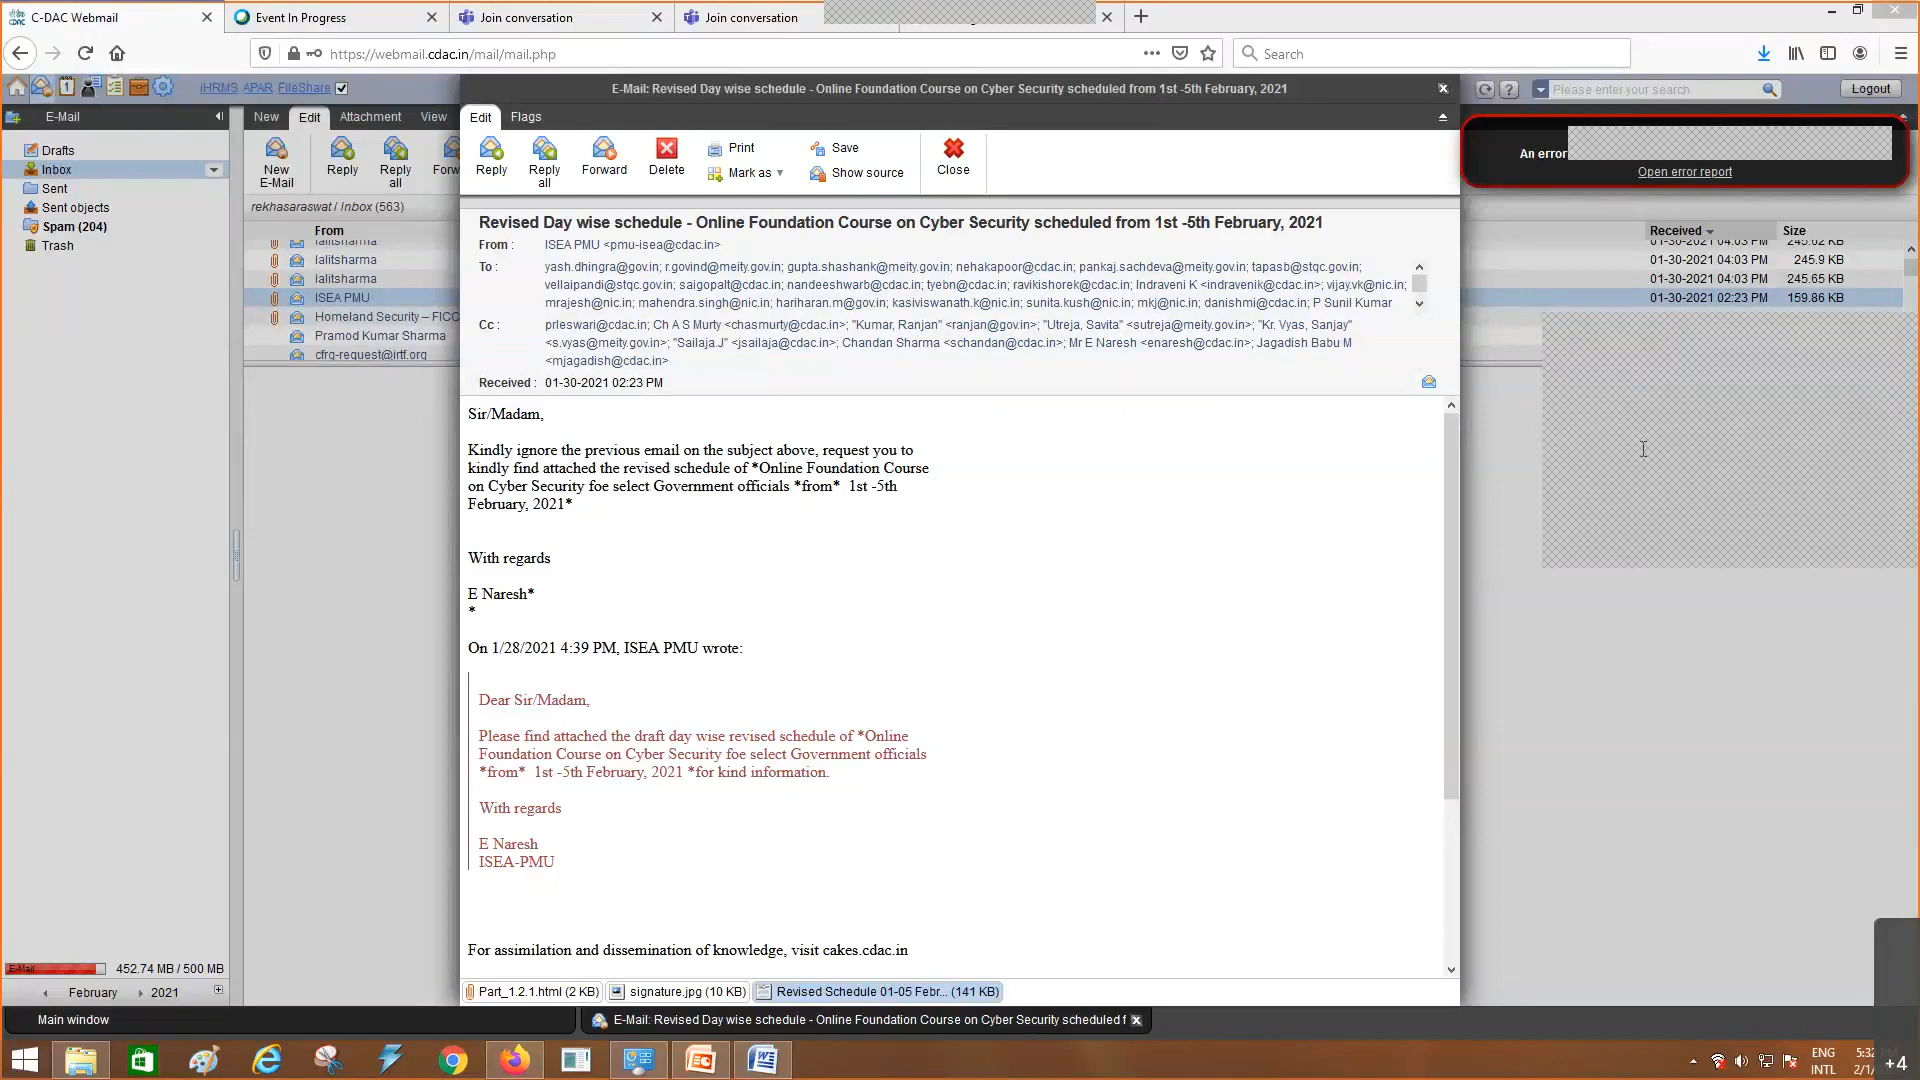 C-DAC Webmail
Event In Progress
Join conversation
Join conversation
https://webmail.cdac.in/mail/mail.php
Search
iHRMS APAR FileShare
E-Mail: Revised Day wise schedule - Online Foundation Course on Cyber Security scheduled from 1st -5th February, 2021
Please enter your search
Logout
E-Mail
New Edit Attachment View
Edit Flags
Drafts
Inbox
Sent
Sent objects
Spam (204)
Trash
New E-Mail
Reply
Reply all
Forw
Reply
Reply all
Forward
Delete
Print
Mark as
Save
Show source
Close
An error
Open error report
rekhasaraswat / Inbox (563)
From
Received Size
lalitsharma
01-30-2021 04:03 PM 245.62 KB
lalitsharma
01-30-2021 04:03 PM 245.9 KB
lalitsharma
01-30-2021 04:03 PM 245.65 KB
ISEA PMU
01-30-2021 02:23 PM 159.86 KB
Homeland Security – FICC
Pramod Kumar Sharma
cfrg-request@irtf.org
Revised Day wise schedule - Online Foundation Course on Cyber Security scheduled from 1st -5th February, 2021
From : ISEA PMU <pmu-isea@cdac.in>
To : yash.dhingra@gov.in; r.govind@meity.gov.in; gupta.shashank@meity.gov.in; nehakapoor@cdac.in; pankaj.sachdeva@meity.gov.in; tapasb@stqc.gov.in;
vellaipandi@stqc.gov.in; saigopalt@cdac.in; nandeeshwarb@cdac.in; tyebn@cdac.in; ravikishorek@cdac.in; Indraveni K <indravenik@cdac.in>; vijay.vk@nic.in;
mrajesh@nic.in; mahendra.singh@nic.in; hariharan.m@gov.in; kasiviswanath.k@nic.in; sunita.kush@nic.in; mkj@nic.in; danishmi@cdac.in; P Sunil Kumar
Cc : prleswari@cdac.in; Ch A S Murty <chasmurty@cdac.in>; "Kumar, Ranjan" <ranjan@gov.in>; "Utreja, Savita" <sutreja@meity.gov.in>; "Kr. Vyas, Sanjay"
<s.vyas@meity.gov.in>; "Sailaja.J" <jsailaja@cdac.in>; Chandan Sharma <schandan@cdac.in>; Mr E Naresh <enaresh@cdac.in>; Jagadish Babu M
<mjagadish@cdac.in>
Received : 01-30-2021 02:23 PM
Sir/Madam,
Kindly ignore the previous email on the subject above, request you to
kindly find attached the revised schedule of *Online Foundation Course
on Cyber Security foe select Government officials *from* 1st -5th
February, 2021*
With regards
E Naresh*
*
On 1/28/2021 4:39 PM, ISEA PMU wrote:
Dear Sir/Madam,
Please find attached the draft day wise revised schedule of *Online
Foundation Course on Cyber Security foe select Government officials
*from* 1st -5th February, 2021 *for kind information.
With regards
E Naresh
ISEA-PMU
For assimilation and dissemination of knowledge, visit cakes.cdac.in
E-Mail 452.74 MB / 500 MB
February 2021
Part_1.2.1.html (2 KB) signature.jpg (10 KB) Revised Schedule 01-05 Febr... (141 KB)
Main window
E-Mail: Revised Day wise schedule - Online Foundation Course on Cyber Security scheduled f
ENG
INTL
5:32
2/1/
+4